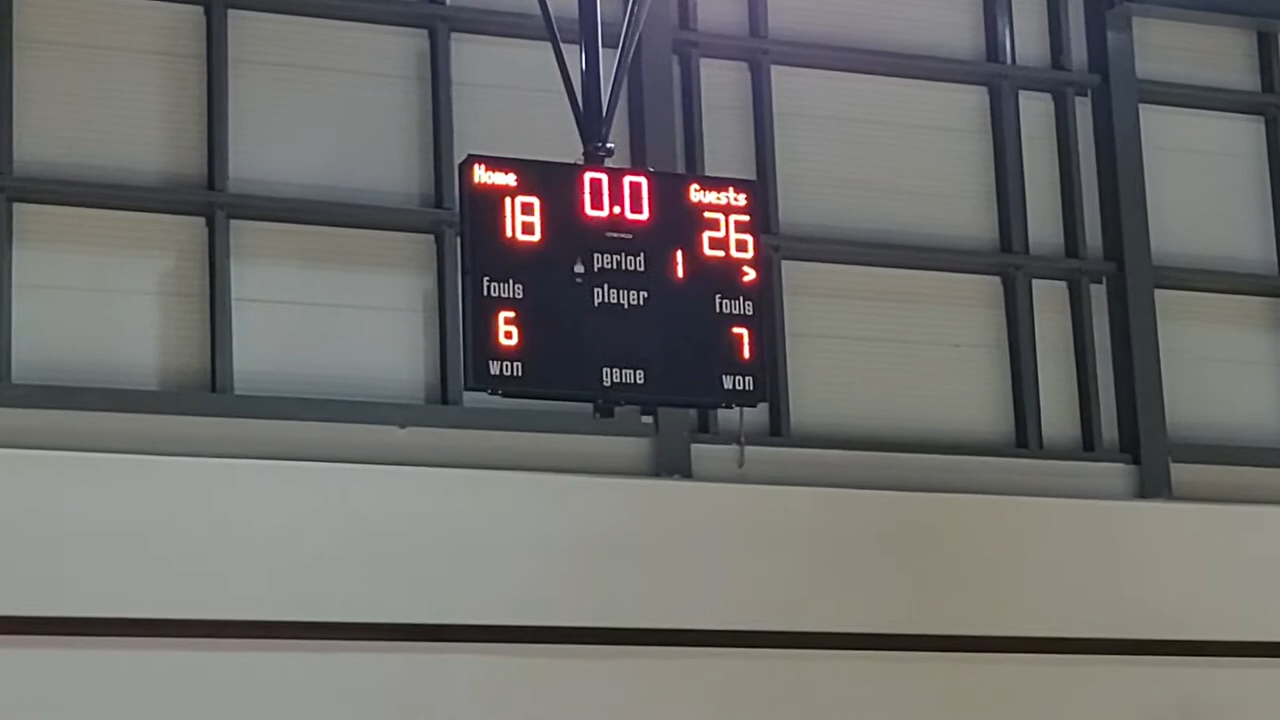 Home 0.0 Guests
18 26
period 1 >
fouls player fouls
6 7
won game won